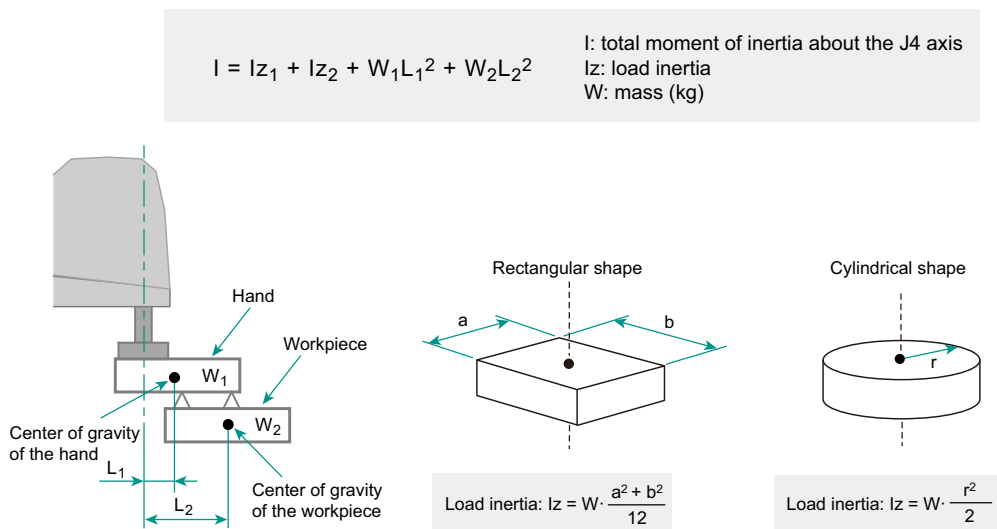 I = Iz₁ + Iz₂ + W₁L₁² + W₂L₂²
I: total moment of inertia about the J4 axis
Iz: load inertia
W: mass (kg)
Hand
Workpiece
W₁
W₂
Center of gravity
of the hand
L₁
L₂
Center of gravity
of the workpiece
Rectangular shape
a
b
Load inertia: Iz = W· a² + b² / 12
Cylindrical shape
r
Load inertia: Iz = W· r² / 2